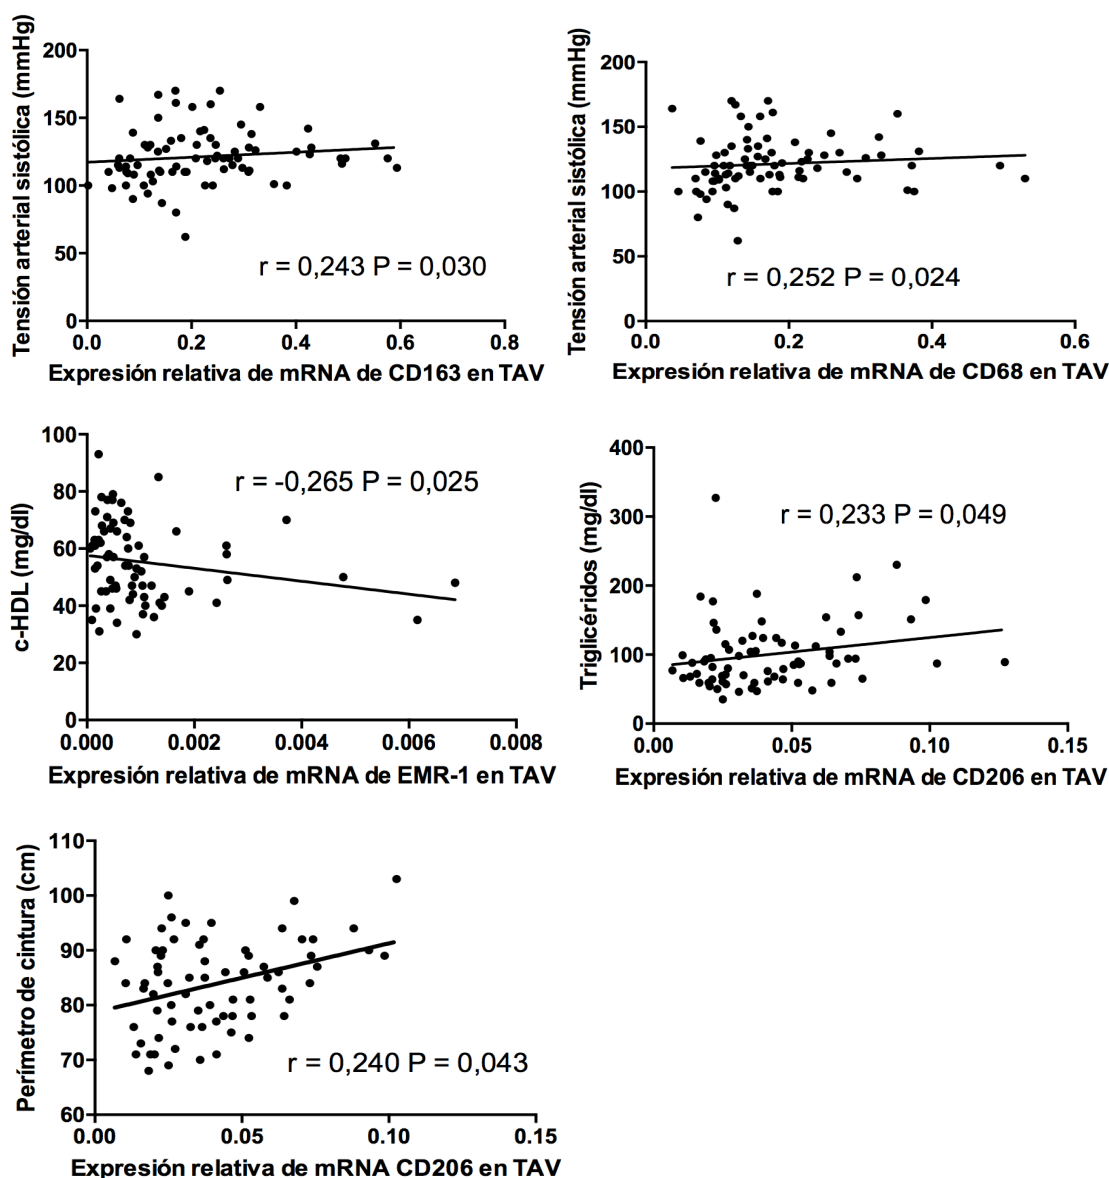 Tensión arterial sistólica (mmHg)
200
150
100
50
0
r = 0,243 P = 0,030
0.0 0.2 0.4 0.6 0.8
Expresión relativa de mRNA de CD163 en TAV
Tensión arterial sistólica (mmHg)
200
150
100
50
0
r = 0,252 P = 0,024
0.0 0.2 0.4 0.6
Expresión relativa de mRNA de CD68 en TAV
c-HDL (mg/dl)
100
80
60
40
20
0
r = -0,265 P = 0,025
0.000 0.002 0.004 0.006 0.008
Expresión relativa de mRNA de EMR-1 en TAV
Triglicéridos (mg/dl)
400
300
200
100
0
r = 0,233 P = 0,049
0.00 0.05 0.10 0.15
Expresión relativa de mRNA de CD206 en TAV
Perímetro de cintura (cm)
110
100
90
80
70
60
r = 0,240 P = 0,043
0.00 0.05 0.10 0.15
Expresión relativa de mRNA CD206 en TAV